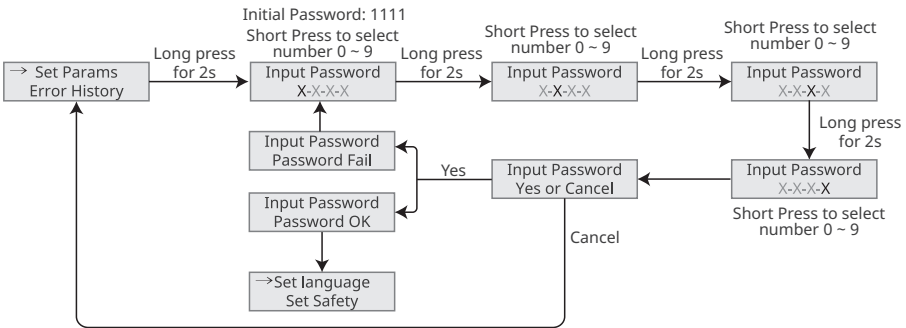 Initial Password: 1111
Short Press to select
number 0 ~ 9
Long press
for 2s
→ Set Params
Error History
Input Password
X-X-X-X
Long press
for 2s
Short Press to select
number 0 ~ 9
Input Password
X-X-X-X
Long press
for 2s
Short Press to select
number 0 ~ 9
Input Password
X-X-X-X
Long press
for 2s
Input Password
Password Fail
Yes
Input Password
Yes or Cancel
Input Password
X-X-X-X
Short Press to select
number 0 ~ 9
Input Password
Password OK
Cancel
→Set language
Set Safety